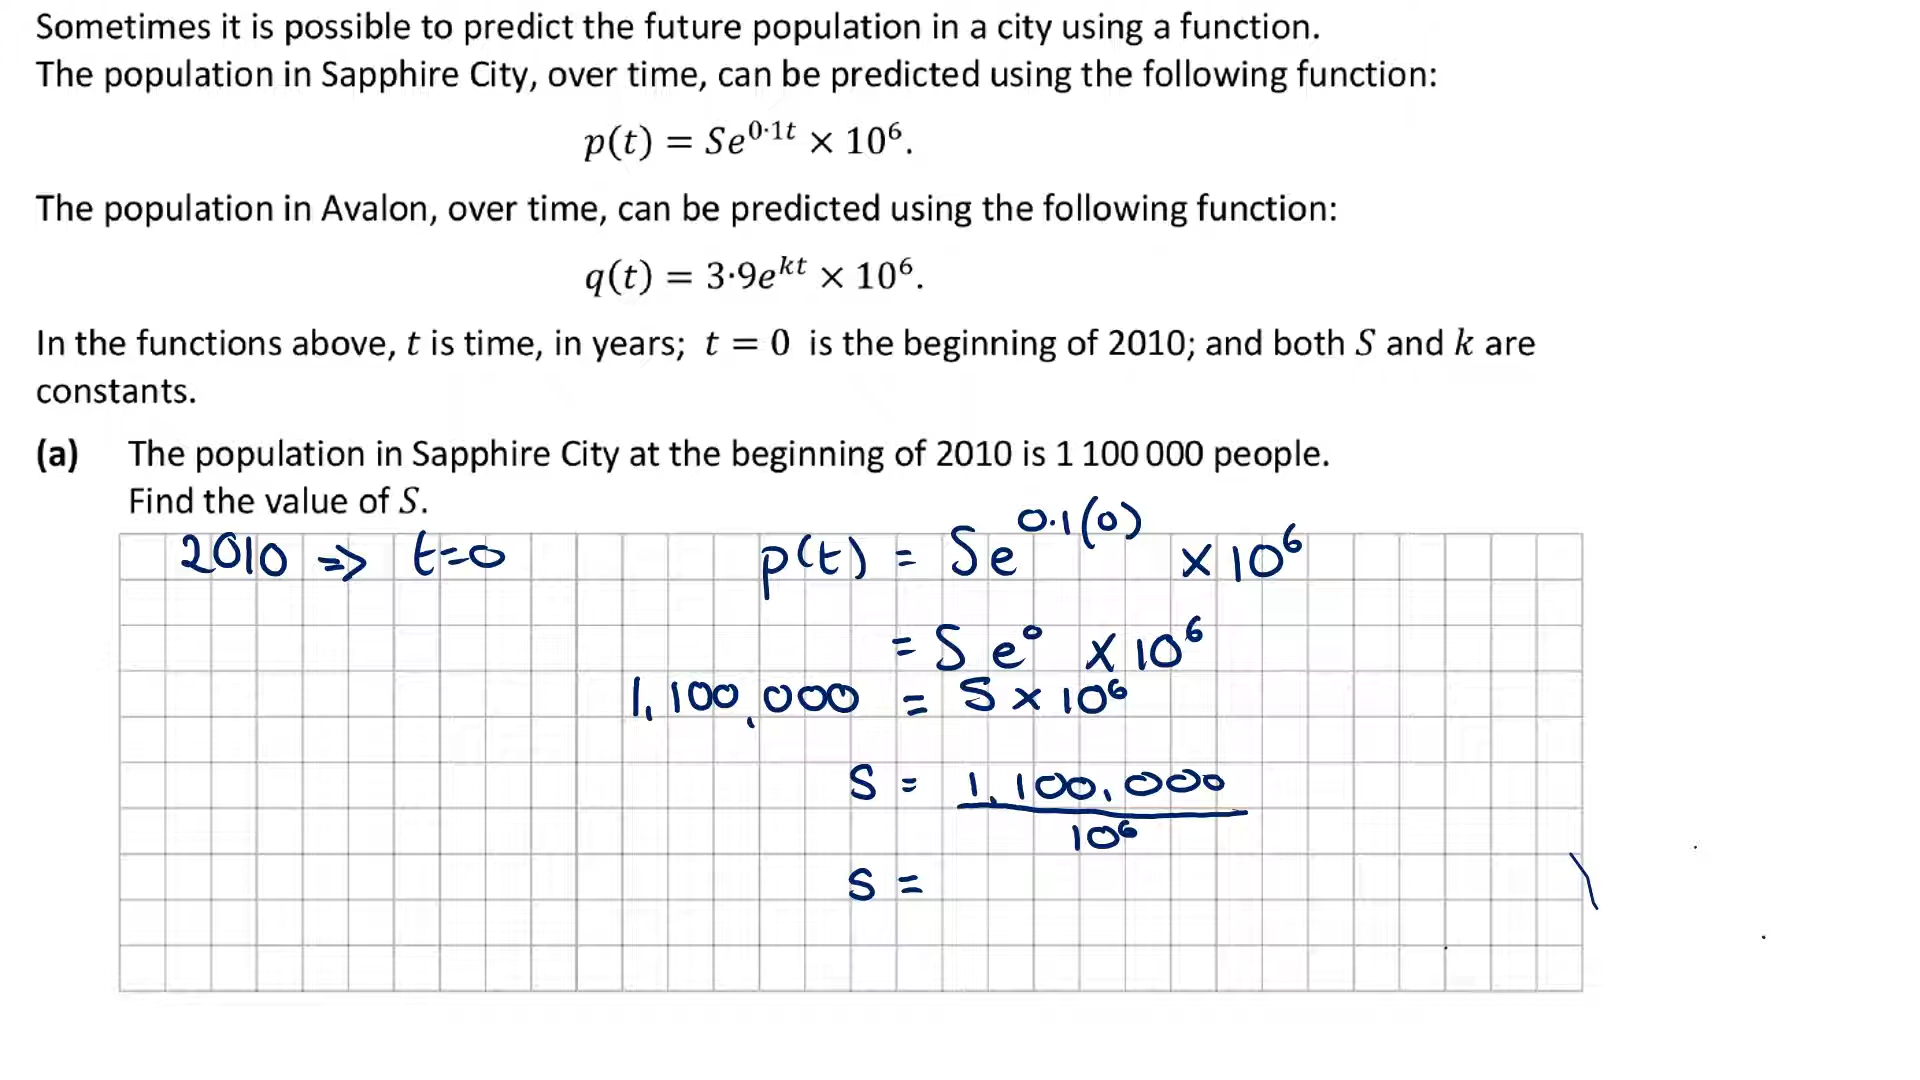 Sometimes it is possible to predict the future population in a city using a function.
The population in Sapphire City, over time, can be predicted using the following function:
p(t) = Se^{0·1t} × 10^6.
The population in Avalon, over time, can be predicted using the following function:
q(t) = 3·9e^{kt} × 10^6.
In the functions above, t is time, in years; t = 0 is the beginning of 2010; and both S and k are
constants.
(a) The population in Sapphire City at the beginning of 2010 is 1 100 000 people.
Find the value of S.
2010 => t=0 p(t) = Se^{0.1(0)} × 10^6
= Se^0 × 10^6
1,100,000 = S × 10^6
S = 1,100,000
10^6
S =